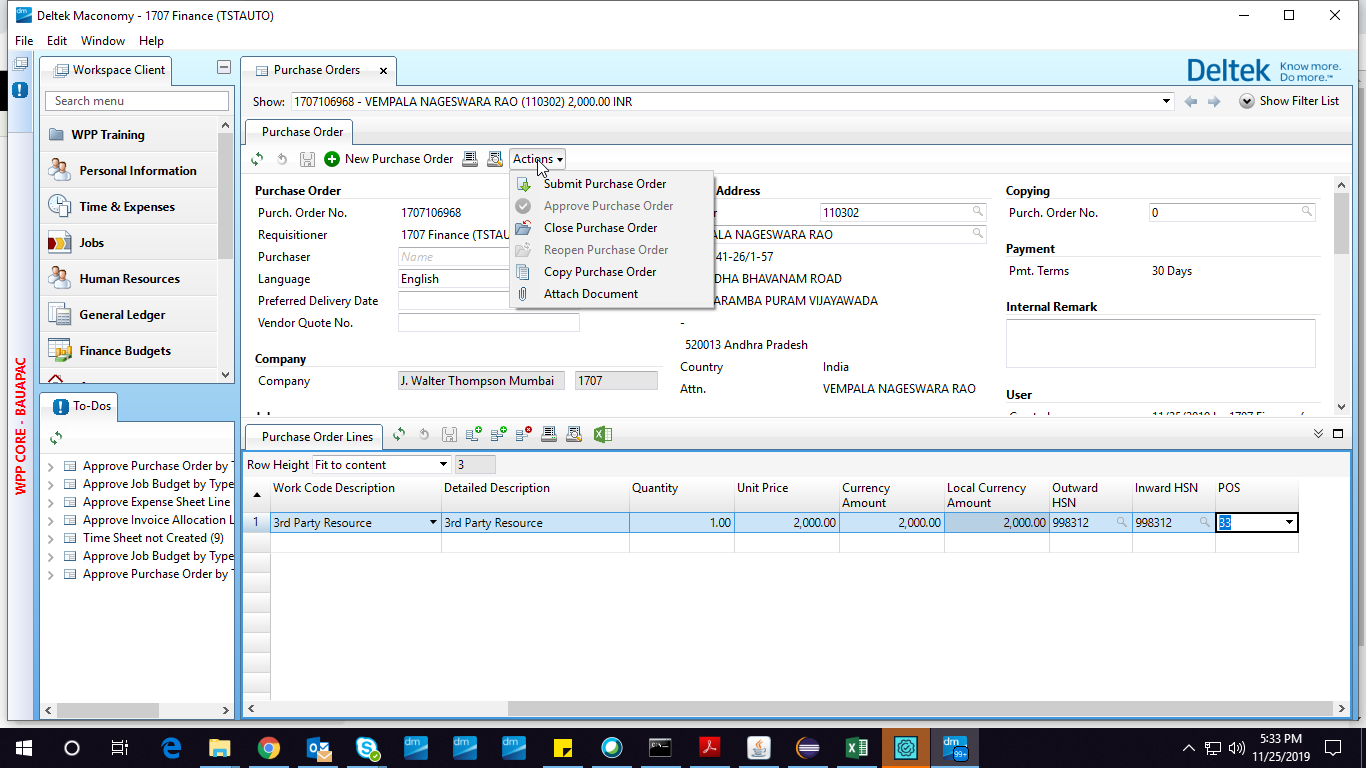 Deltek Maconomy - 1707 Finance (TSTAUTO)
File Edit Window Help
WPP CORE - BAUAPAC
Workspace Client
Search menu
WPP Training
Personal Information
Time & Expenses
Jobs
Human Resources
General Ledger
Finance Budgets
To-Dos
Approve Purchase Order by
Approve Job Budget by Type
Approve Expense Sheet Line
Approve Invoice Allocation
Time Sheet not Created (9)
Approve Job Budget by Type
Approve Purchase Order by
Purchase Orders
Deltek Know more. Do more.™
Show: 1707106968 - VEMPALA NAGESWARA RAO (110302) 2,000.00 INR
Show Filter List
Purchase Order
New Purchase Order Actions
Submit Purchase Order
Approve Purchase Order
Close Purchase Order
Reopen Purchase Order
Copy Purchase Order
Attach Document
Purchase Order
Purch. Order No. 1707106968
Requisitioner 1707 Finance
Purchaser Name
Language English
Preferred Delivery Date
Vendor Quote No.
Company
Company J. Walter Thompson Mumbai 1707
Address
110302
NAGESWARA RAO
41-26/1-57
BHAVANAM ROAD
PURAM VIJAYAWADA
-
520013 Andhra Pradesh
Country India
Attn. VEMPALA NAGESWARA RAO
Copying
Purch. Order No. 0
Payment
Pmt. Terms 30 Days
Internal Remark
User
Purchase Order Lines
Row Height Fit to content 3
Work Code Description Detailed Description Quantity Unit Price Currency Amount Local Currency Amount Outward HSN Inward HSN POS
1 3rd Party Resource 3rd Party Resource 1.00 2,000.00 2,000.00 2,000.00 998312 998312 33
99+
5:33 PM
11/25/2019